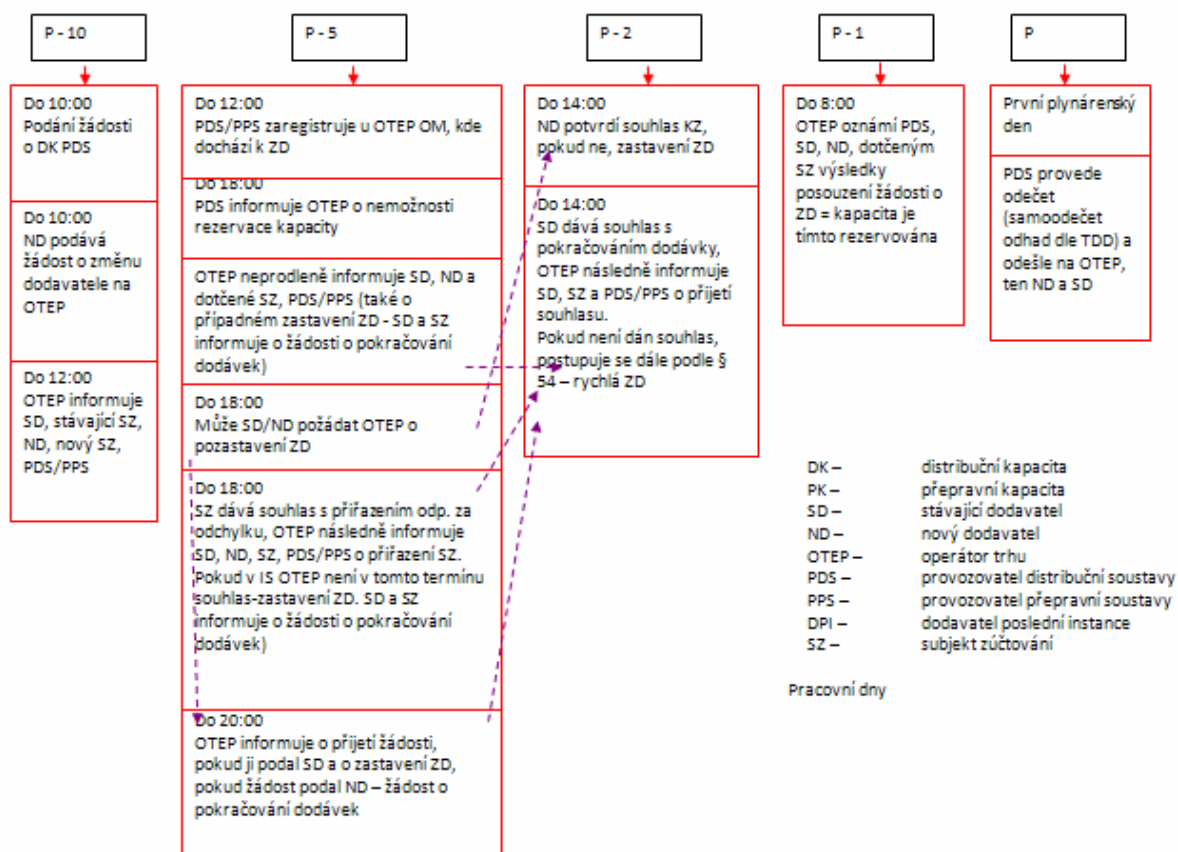 P - 10
P - 5
P - 2
P - 1
P
Do 10:00
Podání žádosti
o DK PDS
Do 10:00
ND podává
žádost o změnu
dodavatele na
OTEP
Do 12:00
OTEP informuje
SD, stávající SZ,
ND, nový SZ,
PDS/PPS
Do 12:00
PDS/PPS zaregistruje u OTEP OM, kde
dochází k ZD
Do 18:00
PDS informuje OTEP o nemožnosti
rezervace kapacity
OTEP neprodleně informuje SD, ND a
dotčené SZ, PDS/PPS (také o
případném zastavení ZD - SD a SZ
informuje o žádosti o pokračování
dodávek)
Do 18:00
Může SD/ND požádat OTEP o
pozastavení ZD
Do 18:00
SZ dává souhlas s přiřazením odp. za
odchylku, OTEP následně informuje
SD, ND, SZ, PDS/PPS o přiřazení SZ.
Pokud v IS OTEP není v tomto termínu
souhlas-zastavení ZD. SD a SZ
informuje o žádosti o pokračování
dodávek)
Do 20:00
OTEP informuje o přijetí žádosti,
pokud ji podal SD a o zastavení ZD,
pokud žádost podal ND – žádost o
pokračování dodávek
Do 14:00
ND potvrdí souhlas KZ,
pokud ne, zastavení ZD
Do 14:00
SD dává souhlas s
pokračováním dodávky,
OTEP následně informuje
SD, SZ a PDS/PPS o přijetí
souhlasu.
Pokud není dán souhlas,
postupuje se dále podle §
54 – rychlá ZD
Do 8:00
OTEP oznámí PDS,
SD, ND, dotčeným
SZ výsledky
posouzení žádosti o
ZD = kapacita je
tímto rezervována
První plynárenský
den
PDS provede
odečet
(samoodečet
odhad dle TDD) a
odešle na OTEP,
ten ND a SD
DK – distribuční kapacita
PK – přepravní kapacita
SD – stávající dodavatel
ND – nový dodavatel
OTEP – operátor trhu
PDS – provozovatel distribuční soustavy
PPS – provozovatel přepravní soustavy
DPI – dodavatel poslední instance
SZ – subjekt zúčtování
Pracovní dny